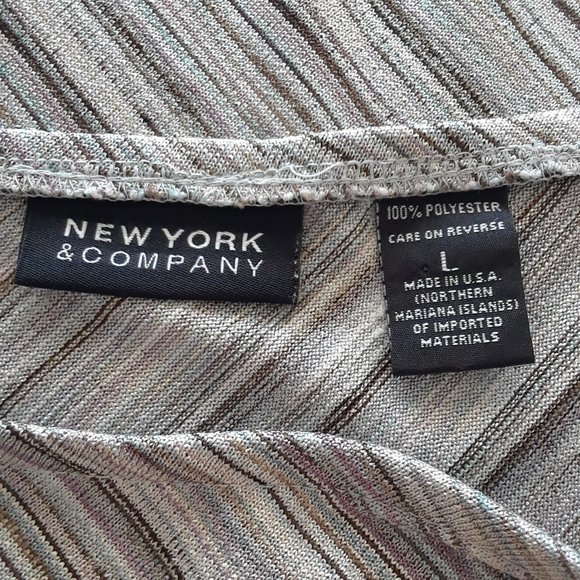 NEW YORK
& COMPANY
100% POLYESTER
CARE ON REVERSE
L
MADE IN U.S.A.
(NORTHERN
MARIANA ISLANDS)
OF IMPORTED
MATERIALS